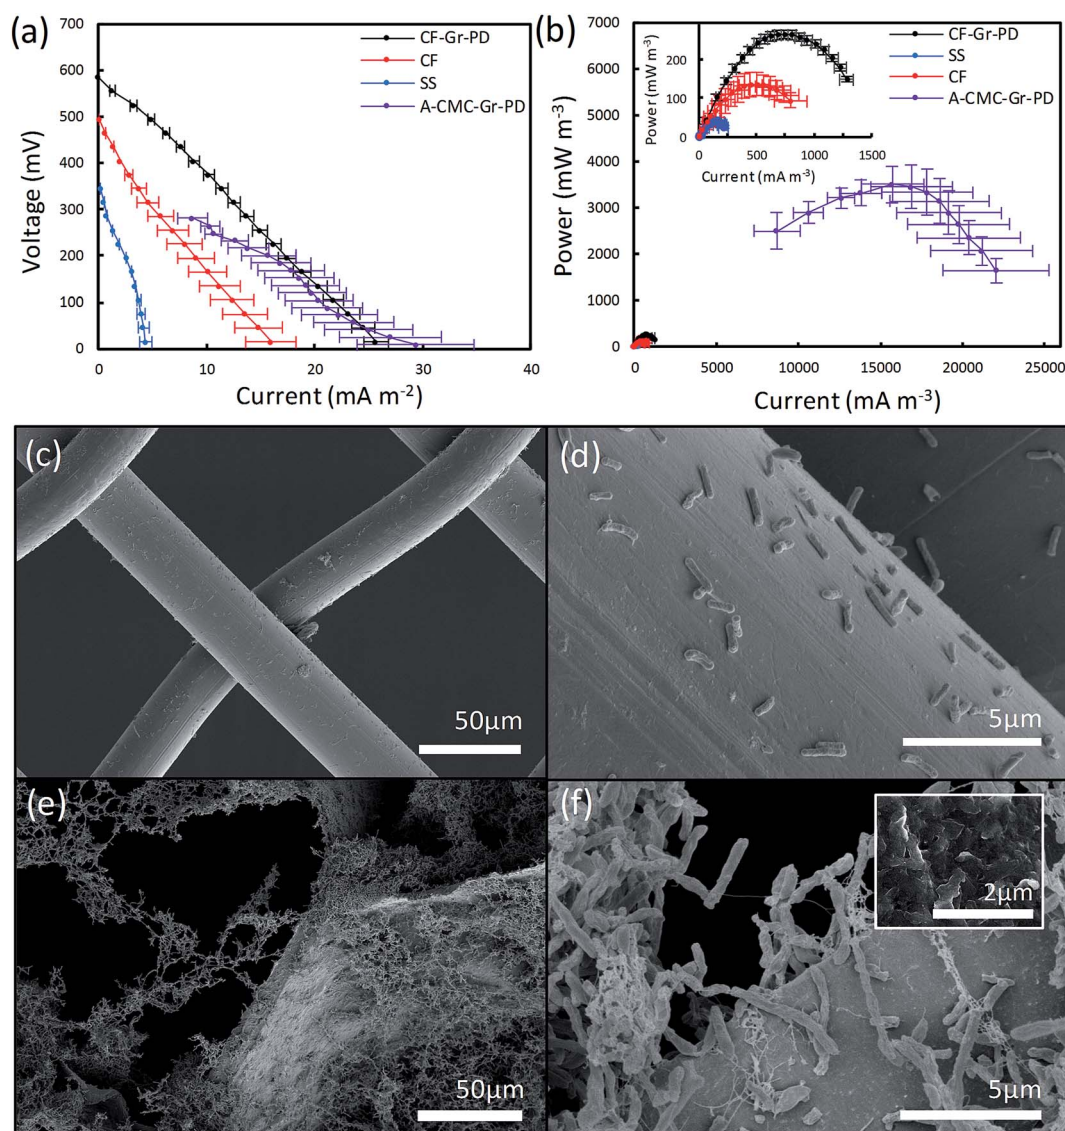 (a)
700
600
500
400
300
200
100
0
Voltage (mV)
CF-Gr-PD
CF
SS
A-CMC-Gr-PD
0
10
20
30
40
Current (mA m⁻²)
(b)
7000
6000
5000
4000
3000
2000
1000
0
Power (mW m⁻³)
CF-Gr-PD
SS
CF
A-CMC-Gr-PD
200
100
0
Power (mW m⁻³)
0
500
1000
1500
Current (mA m⁻³)
0
5000
10000
15000
20000
25000
Current (mA m⁻³)
(c)
50μm
(d)
5μm
(e)
50μm
(f)
2μm
5μm